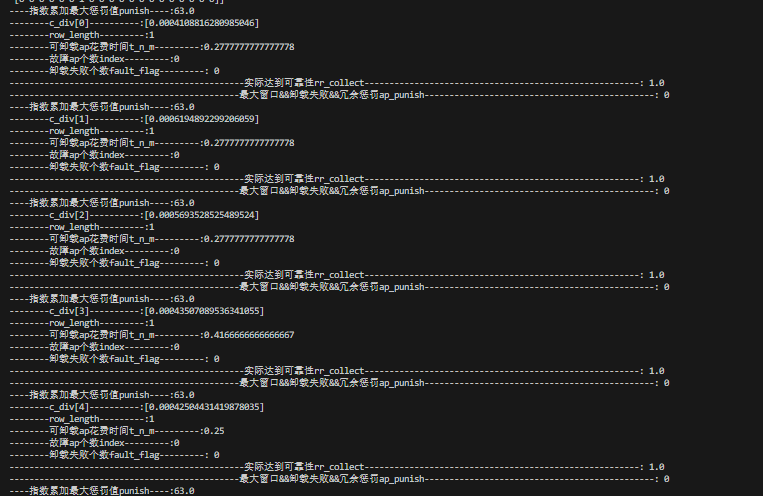 [0 0 0 0 0 0 1 0 0 0 0 0 0 0 0 0 0 0 0 0]]
----指数累加最大惩罚值punish----:63.0
--------c_div[0]----------:[0.0004108816280985046]
--------row_length---------:1
--------可卸载ap花费时间t_n_m---------:0.2777777777777778
--------故障ap个数index---------:0
--------卸载失败个数fault_flag---------: 0
-----------------------------------------------实际达到可靠性rr_collect-------------------------------------------------------: 1.0
----------------------------------------------最大窗口&&卸载失败&&冗余惩罚ap_punish----------------------------------------------: 0
----指数累加最大惩罚值punish----:63.0
--------c_div[1]----------:[0.0006194892299206059]
--------row_length---------:1
--------可卸载ap花费时间t_n_m---------:0.2777777777777778
--------故障ap个数index---------:0
--------卸载失败个数fault_flag---------: 0
-----------------------------------------------实际达到可靠性rr_collect-------------------------------------------------------: 1.0
----------------------------------------------最大窗口&&卸载失败&&冗余惩罚ap_punish----------------------------------------------: 0
----指数累加最大惩罚值punish----:63.0
--------c_div[2]----------:[0.0005693528525489524]
--------row_length---------:1
--------可卸载ap花费时间t_n_m---------:0.2777777777777778
--------故障ap个数index---------:0
--------卸载失败个数fault_flag---------: 0
-----------------------------------------------实际达到可靠性rr_collect-------------------------------------------------------: 1.0
----------------------------------------------最大窗口&&卸载失败&&冗余惩罚ap_punish----------------------------------------------: 0
----指数累加最大惩罚值punish----:63.0
--------c_div[3]----------:[0.00043507089536341055]
--------row_length---------:1
--------可卸载ap花费时间t_n_m---------:0.4166666666666667
--------故障ap个数index---------:0
--------卸载失败个数fault_flag---------: 0
-----------------------------------------------实际达到可靠性rr_collect-------------------------------------------------------: 1.0
----------------------------------------------最大窗口&&卸载失败&&冗余惩罚ap_punish----------------------------------------------: 0
----指数累加最大惩罚值punish----:63.0
--------c_div[4]----------:[0.00042504431419878035]
--------row_length---------:1
--------可卸载ap花费时间t_n_m---------:0.25
--------故障ap个数index---------:0
--------卸载失败个数fault_flag---------: 0
-----------------------------------------------实际达到可靠性rr_collect-------------------------------------------------------: 1.0
----------------------------------------------最大窗口&&卸载失败&&冗余惩罚ap_punish----------------------------------------------: 0
----指数累加最大惩罚值punish----:63.0